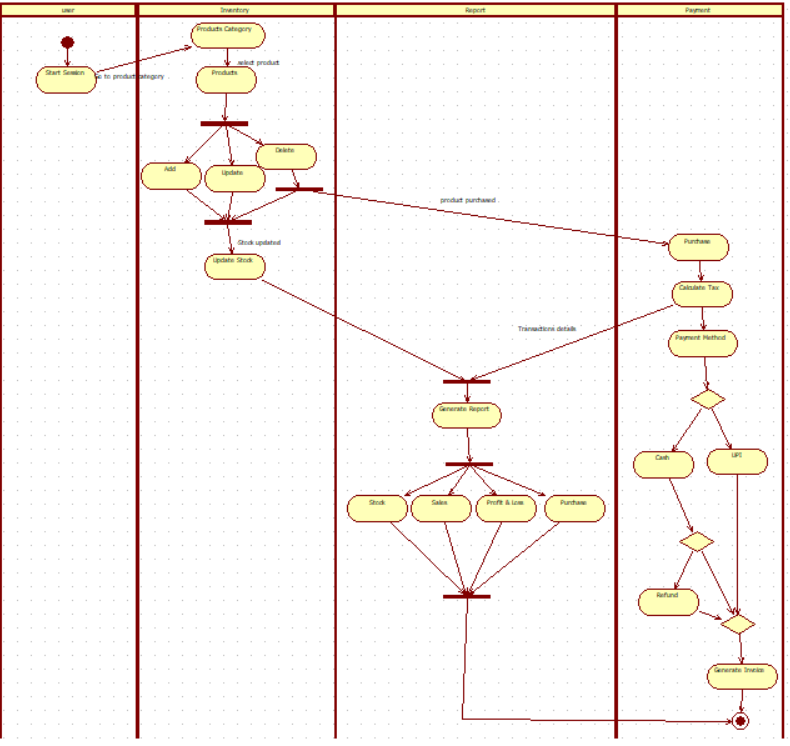 user
Inventory
Report
Payment
Products Category
Start Session
Go to product category
select product
Products
Delete
Add
Update
product purchased
Stock updated
Purchase
Update Stock
Calculate Tax
Transactions details
Payment Method
Generate Report
Cash
UPI
Stock
Sales
Profit & Loss
Purchase
Refund
Generate Invoice